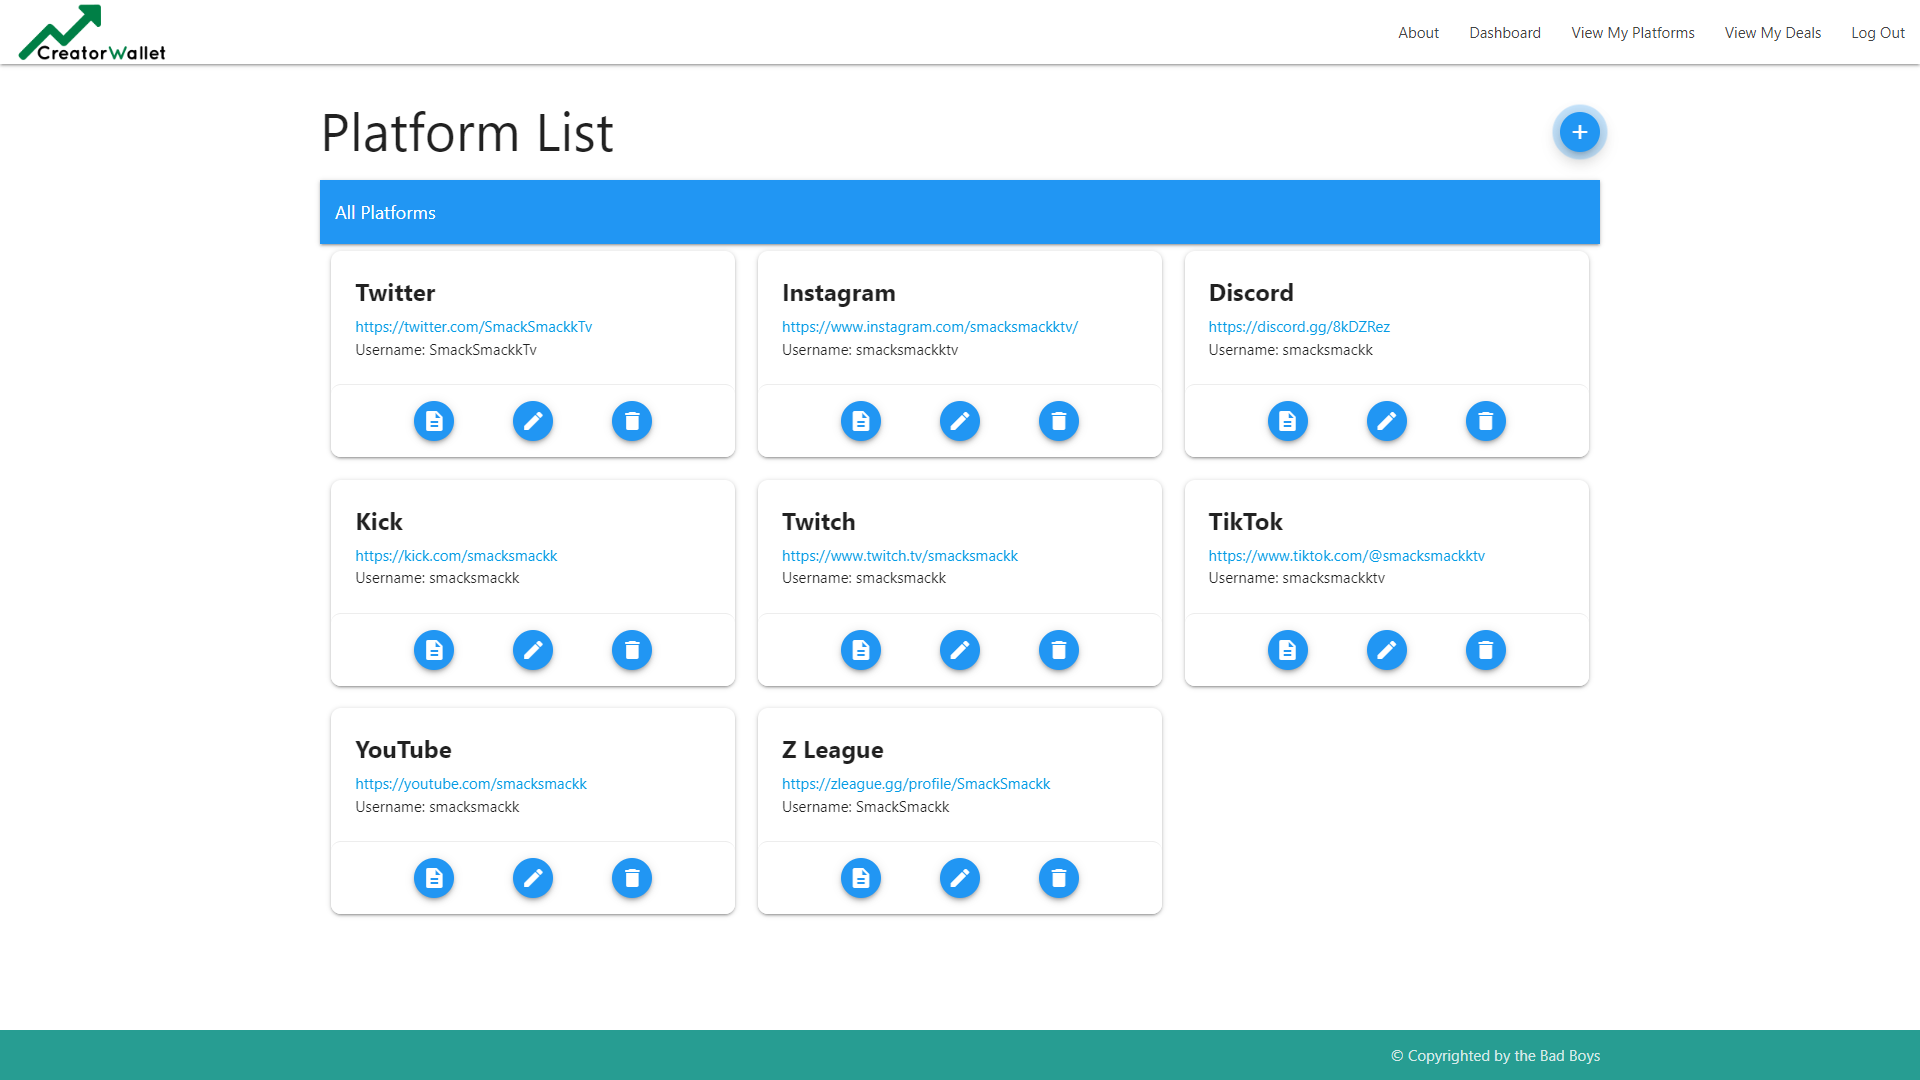 CreatorWallet
About Dashboard View My Platforms View My Deals Log Out
Platform List
All Platforms
Twitter
https://twitter.com/SmackSmackkTv
Username: SmackSmackkTv
Instagram
https://www.instagram.com/smacksmackktv/
Username: smacksmackktv
Discord
https://discord.gg/8kDZRez
Username: smacksmackk
Kick
https://kick.com/smacksmackk
Username: smacksmackk
Twitch
https://www.twitch.tv/smacksmackk
Username: smacksmackk
TikTok
https://www.tiktok.com/@smacksmackktv
Username: smacksmackktv
YouTube
https://youtube.com/smacksmackk
Username: smacksmackk
Z League
https://zleague.gg/profile/SmackSmackk
Username: SmackSmackk
© Copyrighted by the Bad Boys